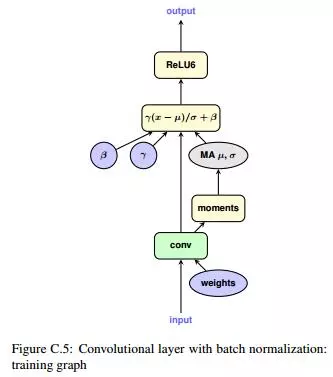 output
ReLU6
γ(x − μ)/σ + β
β
γ
MA μ, σ
moments
conv
weights
input
Figure C.5: Convolutional layer with batch normalization:
training graph